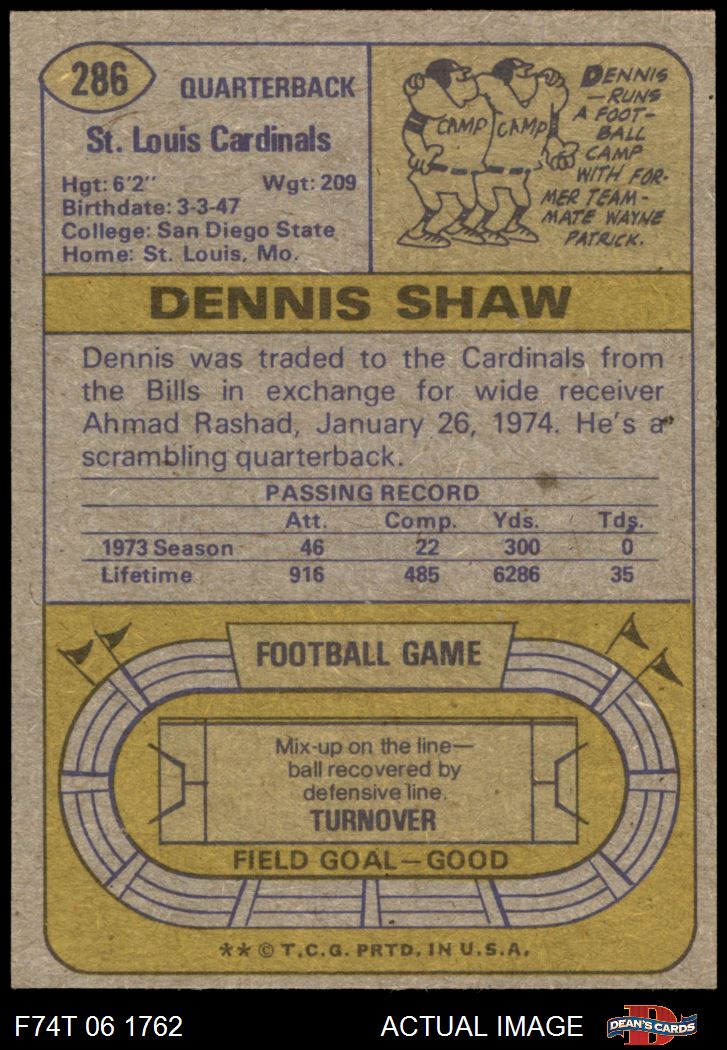 286
QUARTERBACK
St. Louis Cardinals
Hgt: 6'2" Wgt: 209
Birthdate: 3-3-47
College: San Diego State
Home: St. Louis, Mo.
CAMP CAMP
DENNIS
—RUNS
A FOOT-
BALL
CAMP
WITH FOR-
MER TEAM-
MATE WAYNE
PATRICK.
DENNIS SHAW
Dennis was traded to the Cardinals from
the Bills in exchange for wide receiver
Ahmad Rashad, January 26, 1974. He's a
scrambling quarterback.
PASSING RECORD
Att. Comp. Yds. Tds.
1973 Season 46 22 300 0
Lifetime 916 485 6286 35
FOOTBALL GAME
Mix-up on the line—
ball recovered by
defensive line.
TURNOVER
FIELD GOAL—GOOD
** © T.C.G. PRTD. IN U.S.A.
F74T 06 1762 ACTUAL IMAGE
D
DEAN'S CARDS